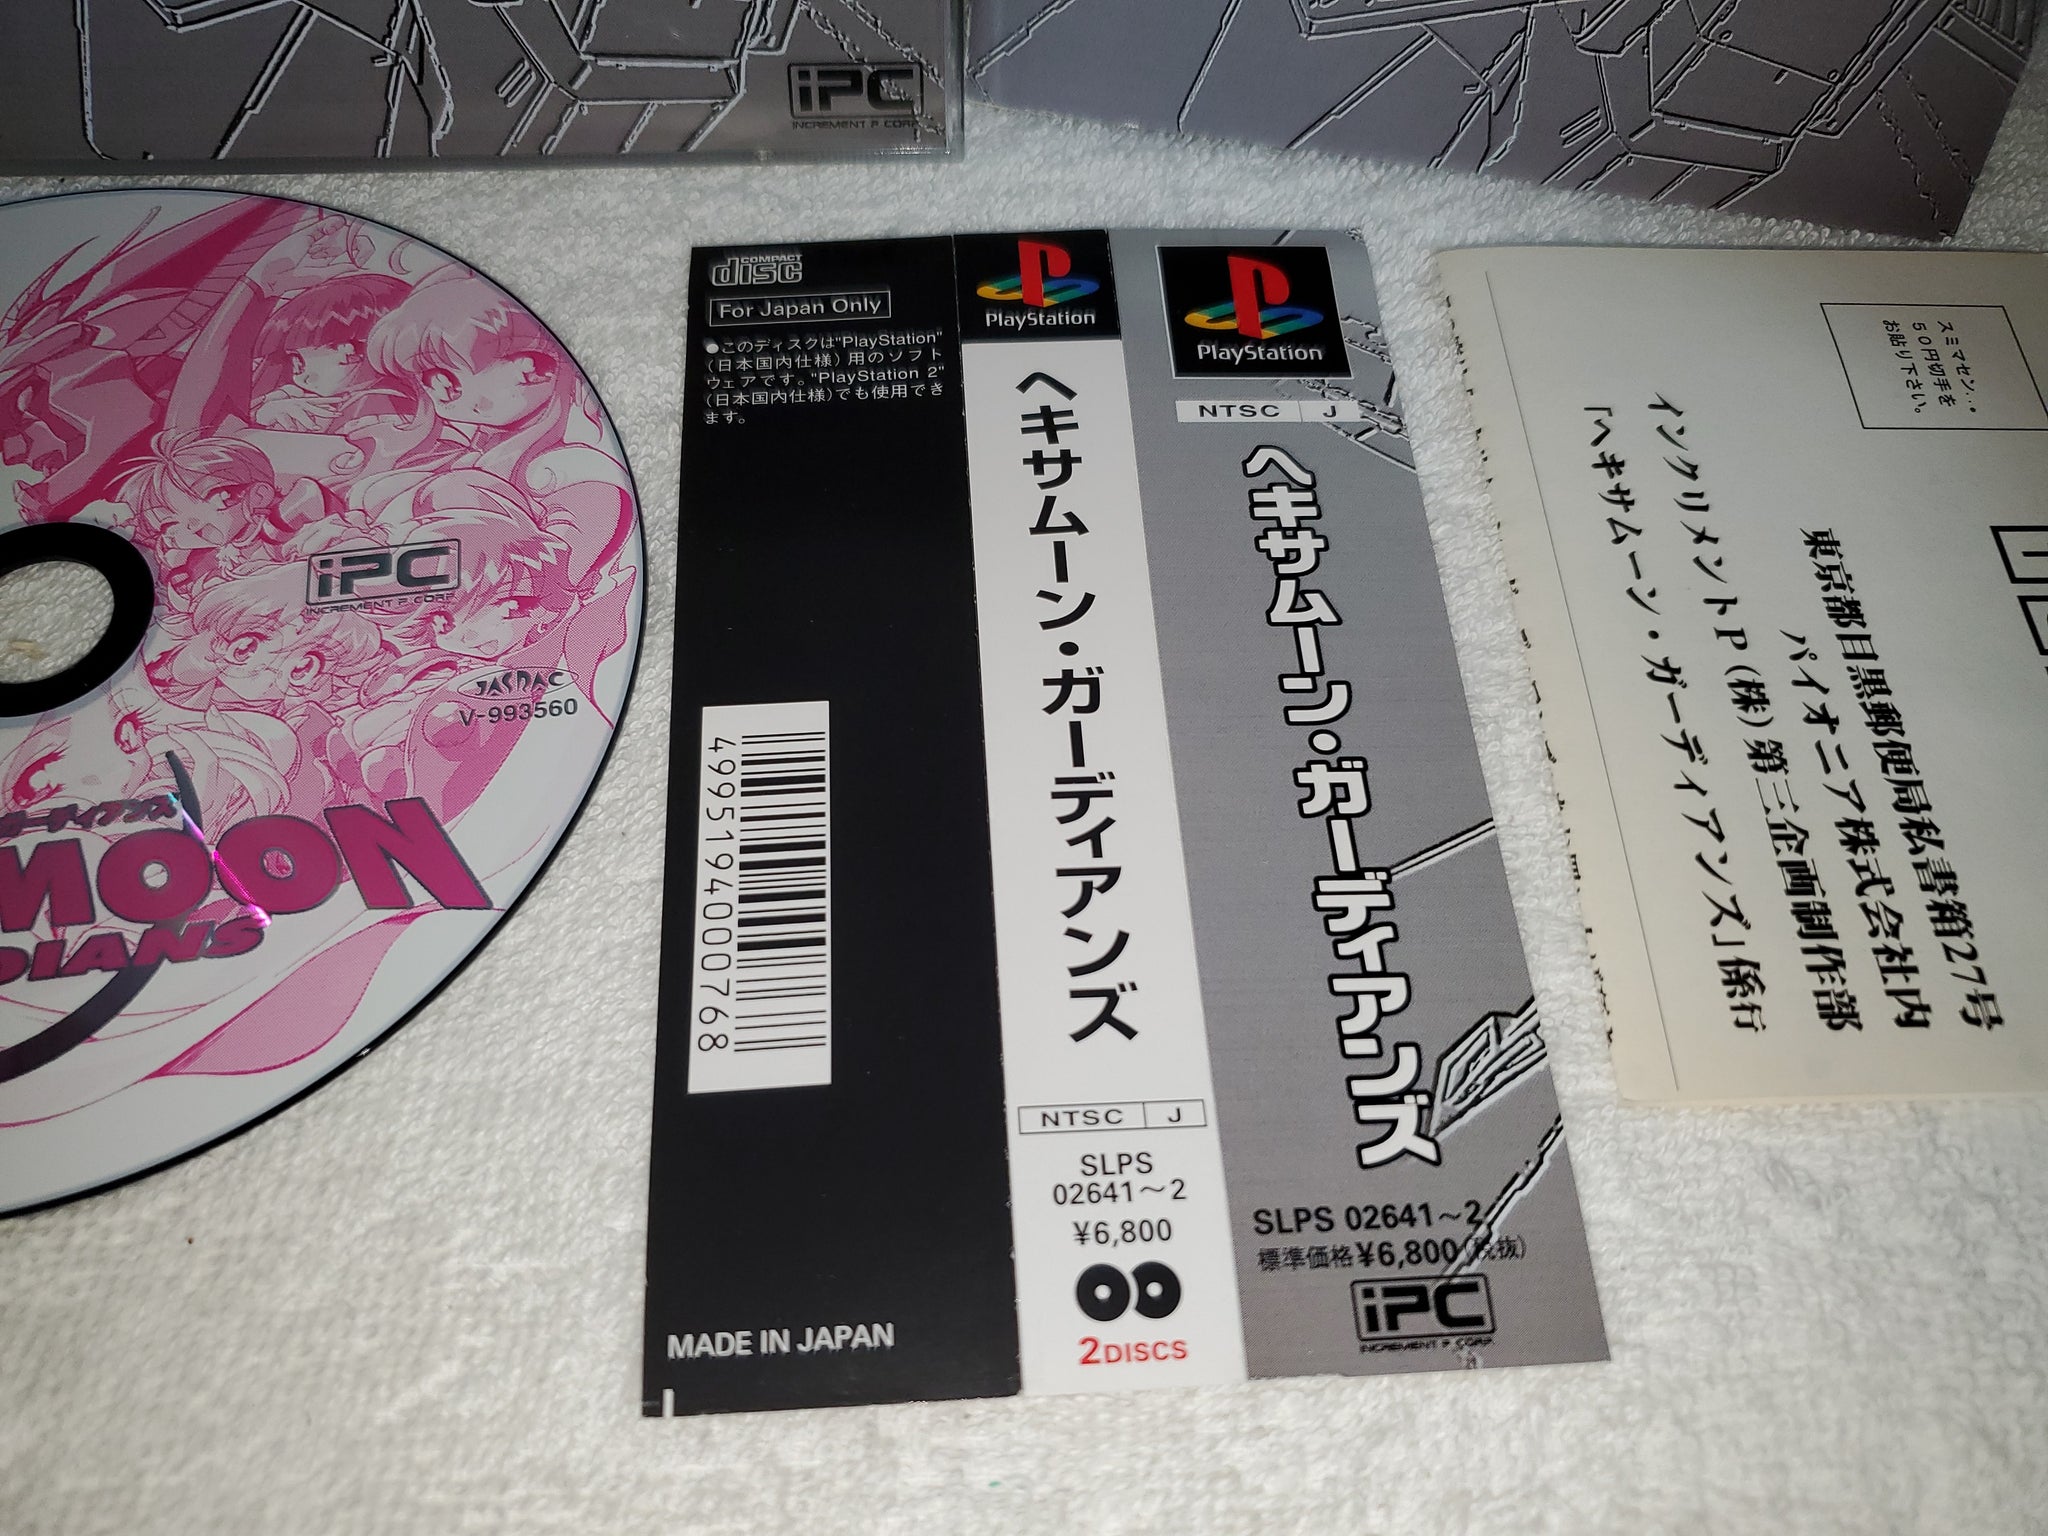 iPC
INCREMENT P CORP
iPC
INCREMENT P CORP
JASRAC
V-993560
ガーディアンズ
MOON
DIANS
COMPACT
disc
For Japan Only
●このディスクは"PlayStation"
(日本国内仕様) 用のソフト
ウェアです。"PlayStation 2"
(日本国内仕様)でも使用でき
ます。
4995194000768
MADE IN JAPAN
PlayStation
ヘキサムーン・ガーディアンズ
NTSC J
SLPS
02641~2
¥6,800
2DISCS
PlayStation
NTSC J
ヘキサムーン・ガーディアンズ
SLPS 02641~2
標準価格¥6,800(税抜)
iPC
INCREMENT P CORP
スミマセン…
50円切手を
お貼り下さい。
東京都目黒郵便局私書箱27号
パイオニア株式会社内
インクリメントP(株)第三企画制作部
「ヘキサムーン・ガーディアンズ」係行